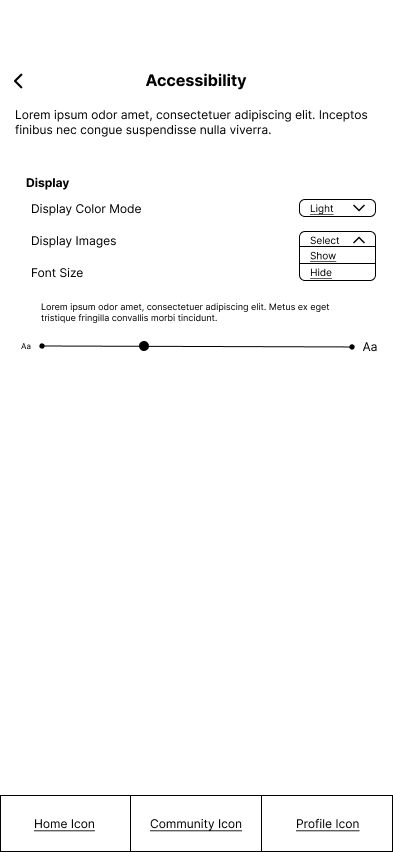 Accessibility
Lorem ipsum odor amet, consectetuer adipiscing elit. Inceptos
finibus nec congue suspendisse nulla viverra.
Display
Display Color Mode
Light
Display Images
Select
Show
Font Size
Hide
Lorem ipsum odor amet, consectetuer adipiscing elit. Metus ex eget
tristique fringilla convallis morbi tincidunt.
Aa
Aa
Home Icon
Community Icon
Profile Icon